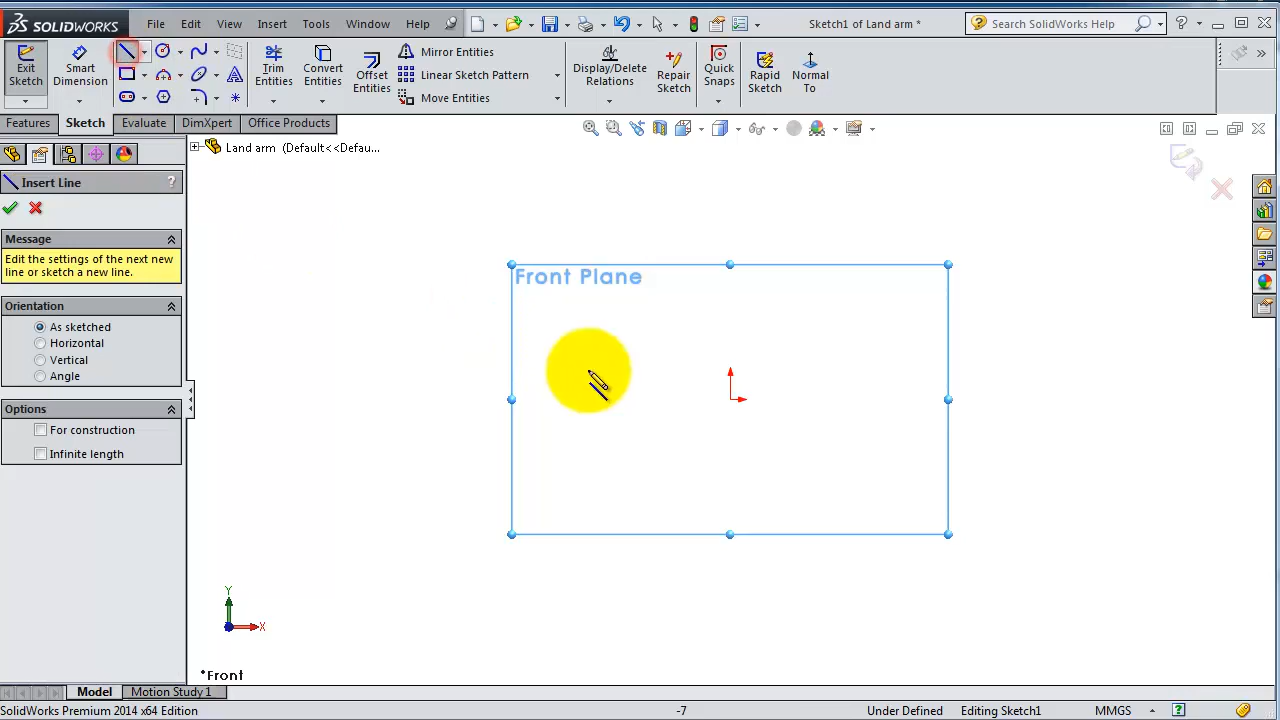 SOLIDWORKS File Edit View Insert Tools Window Help Sketch1 of Land arm * Search SolidWorks Help
Exit Sketch
Smart Dimension
Trim Entities
Convert Entities
Offset Entities
Mirror Entities
Linear Sketch Pattern
Move Entities
Display/Delete Relations
Repair Sketch
Quick Snaps
Rapid Sketch
Normal To
Features Sketch Evaluate DimXpert Office Products
Land arm (Default<<Defau...
Insert Line ?
Message
Edit the settings of the next new
line or sketch a new line.
Orientation
As sketched
Horizontal
Vertical
Angle
Options
For construction
Infinite length
Front Plane
Y
X
*Front
Model Motion Study 1
SolidWorks Premium 2014 x64 Edition -7 Under Defined Editing Sketch1 MMGS ?